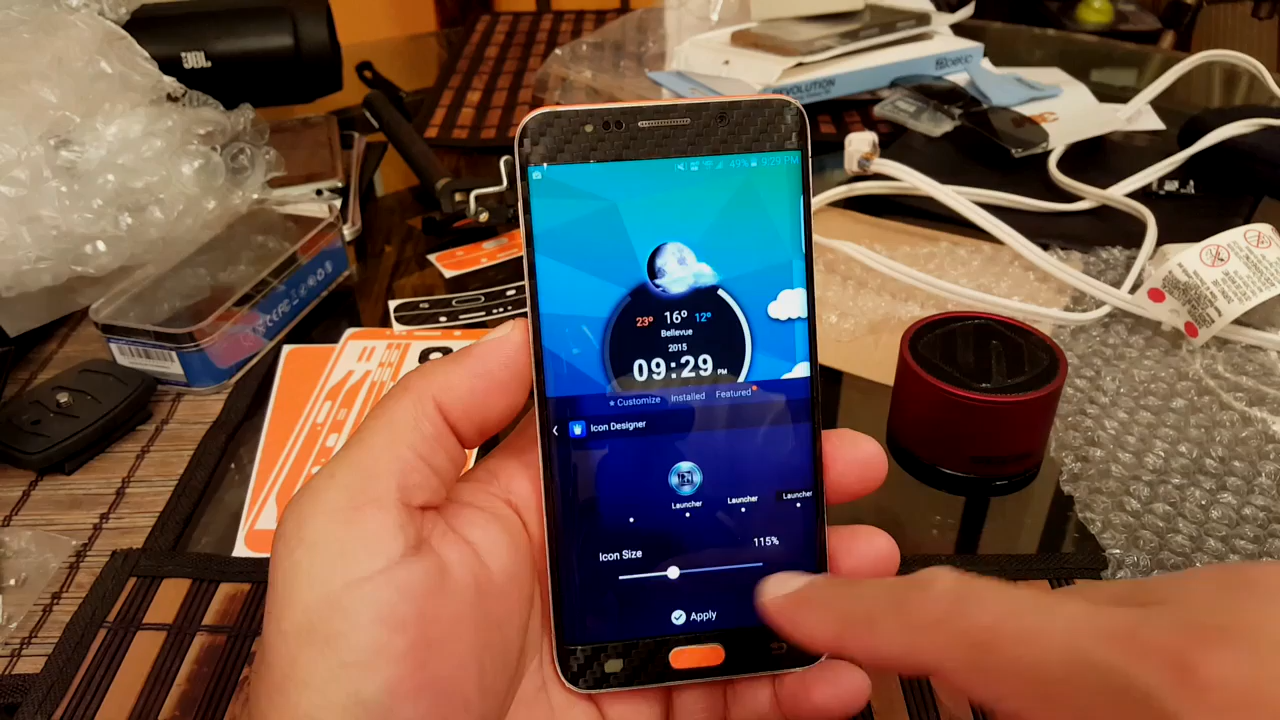 JBL
REVOLUTION
49% 9:29 PM
23° 16° 12°
Bellevue
2015
09:29 PM
Customize Installed Featured
Icon Designer
Launcher Launcher Launcher
115%
Icon Size
Apply